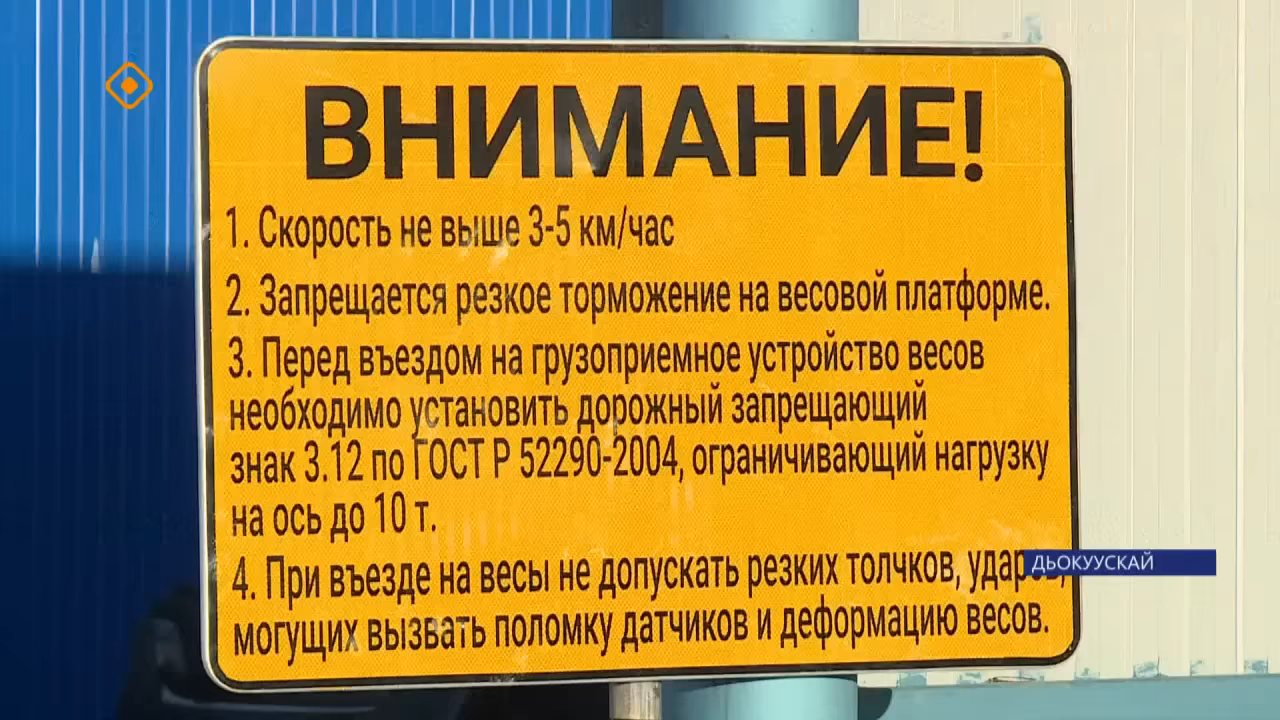 ВНИМАНИЕ!
1. Скорость не выше 3-5 км/час
2. Запрещается резкое торможение на весовой платформе.
3. Перед въездом на грузоприемное устройство весов
необходимо установить дорожный запрещающий
знак 3.12 по ГОСТ Р 52290-2004, ограничивающий нагрузку
на ось до 10 т.
4. При въезде на весы не допускать резких толчков,
могущих вызвать поломку датчиков и деформацию весов.
ДЬОКУУСКАЙ